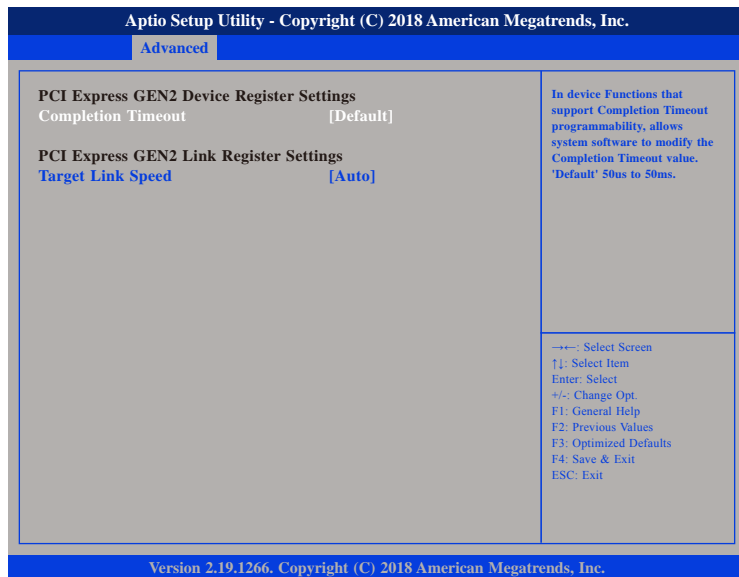 Aptio Setup Utility - Copyright (C) 2018 American Megatrends, Inc.
Advanced
PCI Express GEN2 Device Register Settings
Completion Timeout [Default]
PCI Express GEN2 Link Register Settings
Target Link Speed [Auto]
In device Functions that
support Completion Timeout
programmability, allows
system software to modify the
Completion Timeout value.
'Default' 50us to 50ms.
→←: Select Screen
↑↓: Select Item
Enter: Select
+/-: Change Opt.
F1: General Help
F2: Previous Values
F3: Optimized Defaults
F4: Save & Exit
ESC: Exit
Version 2.19.1266. Copyright (C) 2018 American Megatrends, Inc.